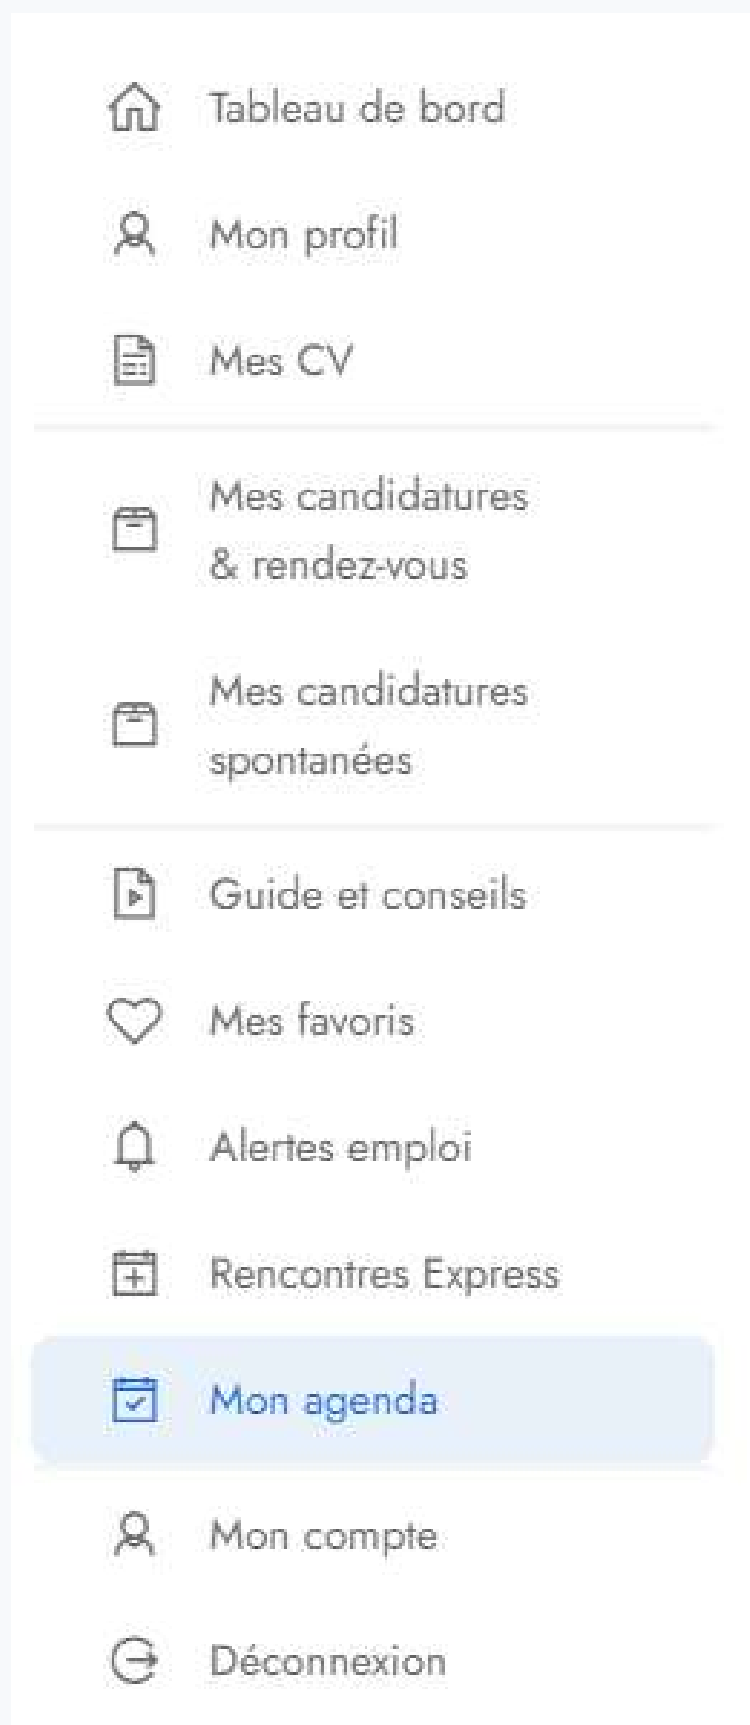 Tableau de bord
Mon profil
Mes CV
Mes candidatures
& rendez-vous
Mes candidatures
spontanées
Guide et conseils
Mes favoris
Alertes emploi
Rencontres Express
Mon agenda
Mon compte
Déconnexion